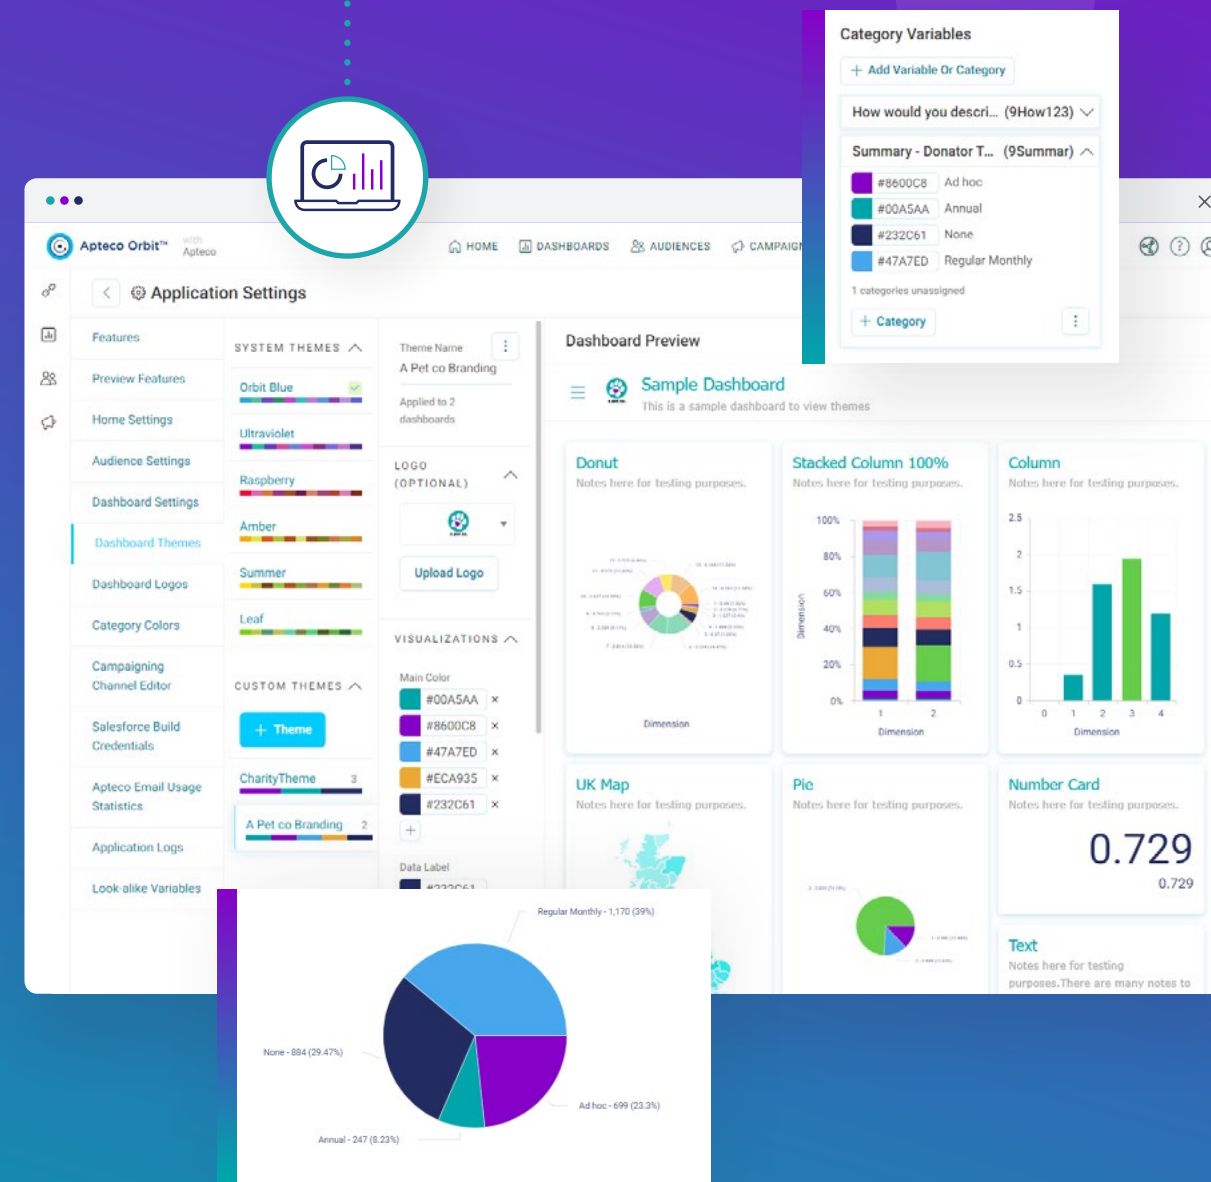 Category Variables
+ Add Variable Or Category
How would you descri... (9How123)
Summary - Donator T... (9Summar)
#8600C8 Ad hoc
#00A5AA Annual
#232C61 None
#47A7ED Regular Monthly
1 categories unassigned
+ Category
Apteco Orbit™ with Apteco
HOME DASHBOARDS AUDIENCES
Application Settings
Features
Preview Features
Home Settings
Audience Settings
Dashboard Settings
Dashboard Themes
Dashboard Logos
Category Colors
Campaigning
Channel Editor
Salesforce Build
Credentials
Apteco Email Usage
Statistics
Application Logs
Look-alike Variables
SYSTEM THEMES
Orbit Blue
Ultraviolet
Raspberry
Amber
Summer
Leaf
CUSTOM THEMES
+ Theme
CharityTheme 3
A Pet co Branding 2
Theme Name
A Pet co Branding
Applied to 2
dashboards
LOGO
(OPTIONAL)
Upload Logo
VISUALIZATIONS
Main Color
#00A5AA ×
#8600C8 ×
#47A7ED ×
#ECA935 ×
#232C61 ×
+
Data Label
#232C61
Dashboard Preview
Sample Dashboard
This is a sample dashboard to view themes
Donut
Notes here for testing purposes.
Dimension
Stacked Column 100%
Notes here for testing purposes.
100%
80%
60%
40%
20%
0%
Dimension
1 2
Dimension
Column
Notes here for testing purposes.
2.5
2
1.5
1
0.5
0
0 1 2 3 4
Dimension
UK Map
Notes here for testing purposes.
Pie
Notes here for testing purposes.
Number Card
Notes here for testing purposes.
0.729
0.729
Text
Notes here for testing
purposes.There are many notes to
Regular Monthly - 1,170 (39%)
None - 884 (29.47%)
Ad hoc - 699 (23.3%)
Annual - 247 (8.23%)